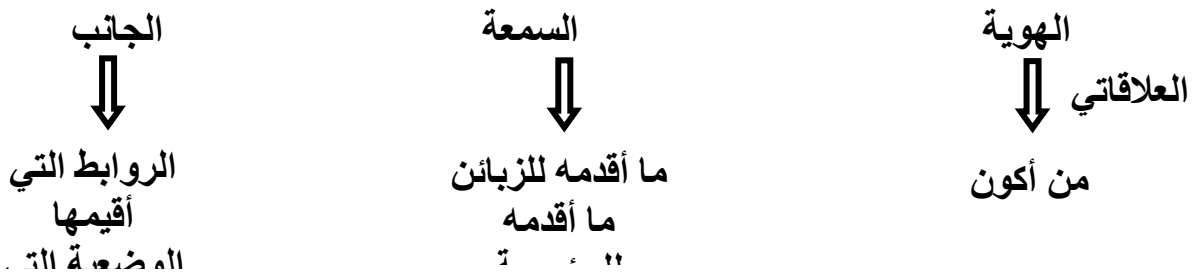 الهوية السمعة الجانب
العلاقاتي
من أكون ما أقدمه للزبائن الروابط التي
ما أقدمه أقيمها